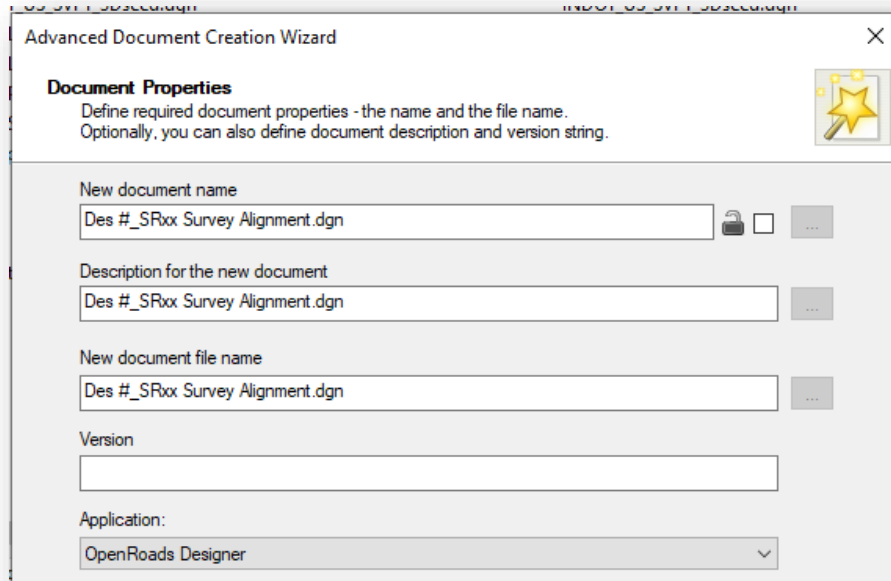 Advanced Document Creation Wizard
Document Properties
Define required document properties - the name and the file name.
Optionally, you can also define document description and version string.
New document name
Des #_SRxx Survey Alignment.dgn
...
Description for the new document
Des #_SRxx Survey Alignment.dgn
...
New document file name
Des #_SRxx Survey Alignment.dgn
...
Version
Application:
OpenRoads Designer